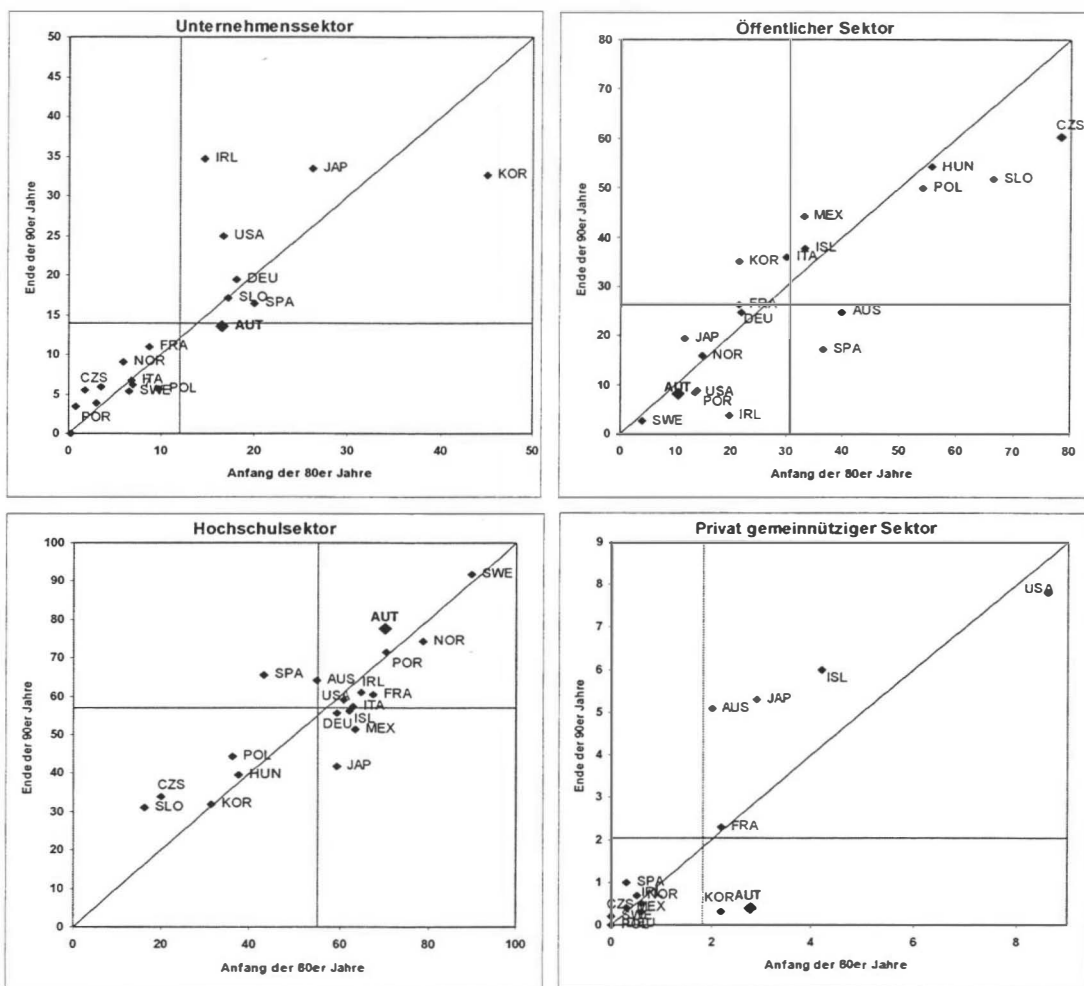 Unternehmenssektor
50
45
40
35
30
25
20
15
10
5
0
Ende der 90er Jahre
IRL
JAP
KOR
USA
DEU
SLO
SPA
AUT
FRA
NOR
CZS
ITA
SWE
POL
POR
0 10 20 30 40 50
Anfang der 80er Jahre
Öffentlicher Sektor
80
70
60
50
40
30
20
10
0
Ende der 90er Jahre
CZS
HUN
SLO
POL
MEX
ISL
KOR
ITA
FRA
DEU
AUS
JAP
SPA
NOR
AUT
USA
POR
IRL
SWE
0 10 20 30 40 50 60 70 80
Anfang der 80er Jahre
Hochschulsektor
100
90
80
70
60
50
40
30
20
10
0
Ende der 90er Jahre
SWE
AUT
NOR
POR
SPA
AUS
IRL
USA
FRA
ITA
DEU
ISL
MEX
POL
JAP
HUN
CZS
SLO
KOR
0 20 40 60 80 100
Anfang der 80er Jahre
Privat gemeinnütziger Sektor
9
8
7
6
5
4
3
2
1
0
Ende der 90er Jahre
USA
ISL
JAP
AUS
FRA
SPA
IRL
NOR
KOR
AUT
CZS
MEX
SWE
0 2 4 6 8
Anfang der 80er Jahre